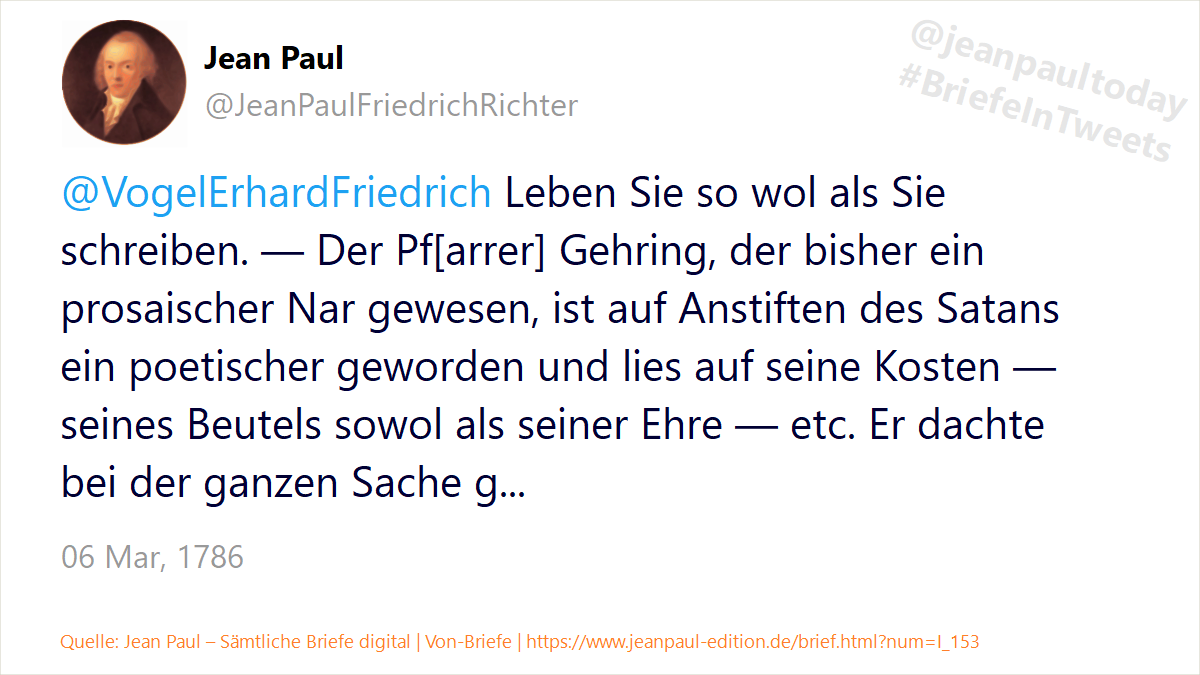 Jean Paul
@JeanPaulFriedrichRichter
@jeanpaultoday
#BriefeInTweets
@VogelErhardFriedrich Leben Sie so wol als Sie
schreiben. — Der Pf[arrer] Gehring, der bisher ein
prosaischer Nar gewesen, ist auf Anstiften des Satans
ein poetischer geworden und lies auf seine Kosten —
seines Beutels sowol als seiner Ehre — etc. Er dachte
bei der ganzen Sache g...
06 Mar, 1786
Quelle: Jean Paul – Sämtliche Briefe digital | Von-Briefe | https://www.jeanpaul-edition.de/brief.html?num=I_153